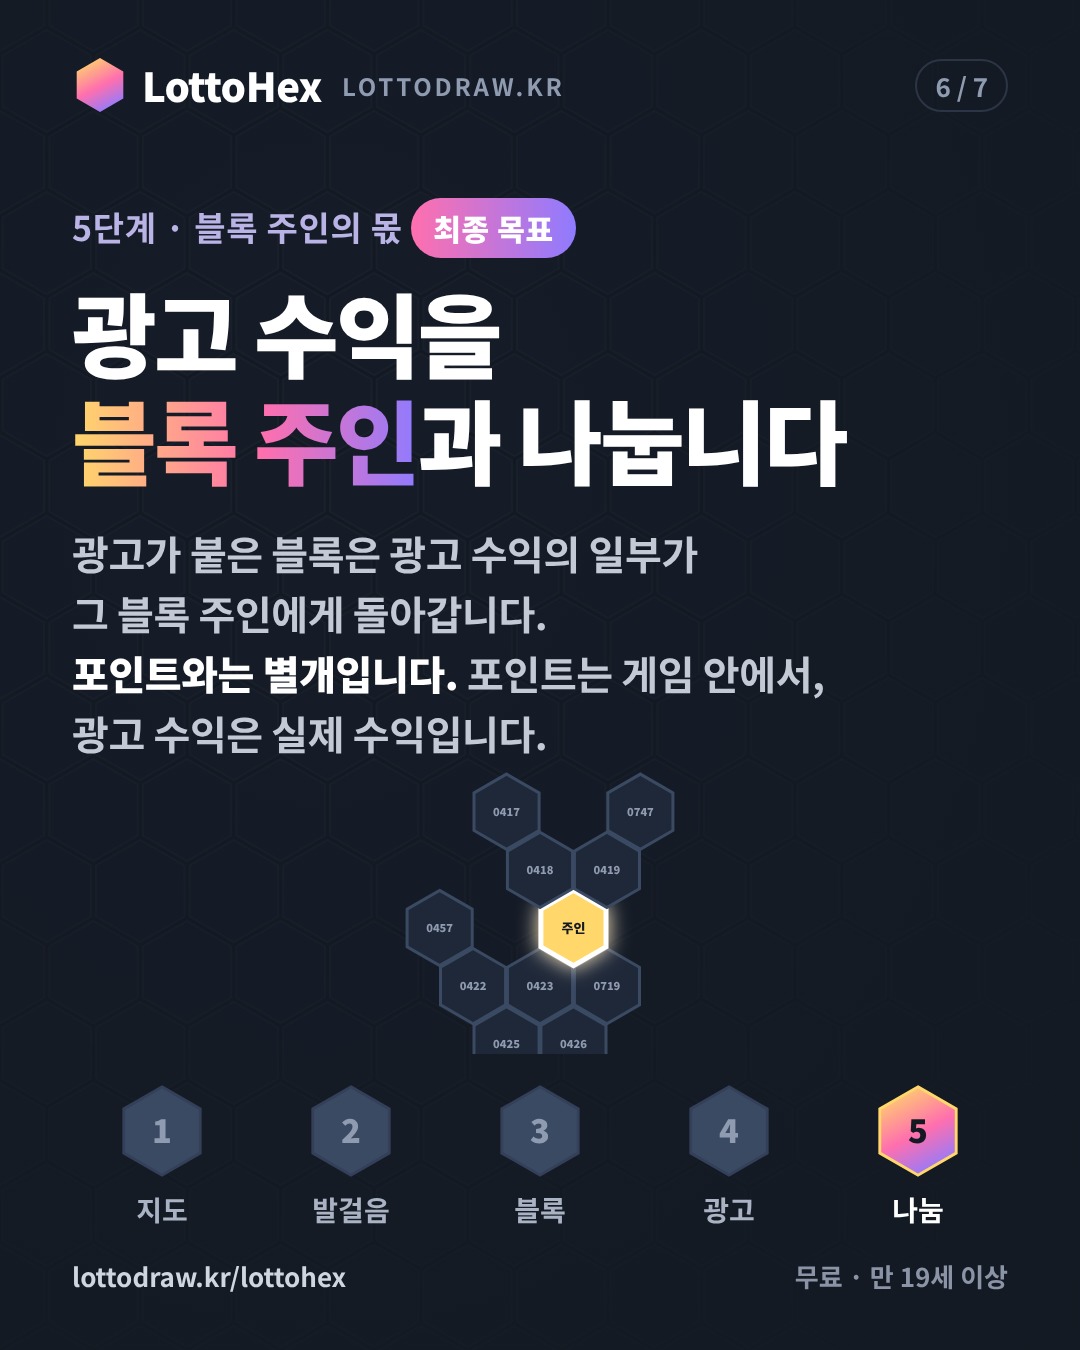 LottoHex LOTTODRAW.KR
6 / 7
5단계 · 블록 주인의 몫 최종 목표
광고 수익을
블록 주인과 나눕니다
광고가 붙은 블록은 광고 수익의 일부가
그 블록 주인에게 돌아갑니다.
포인트와는 별개입니다. 포인트는 게임 안에서,
광고 수익은 실제 수익입니다.
0417 0747
0418 0419
0457 주인
0422 0423 0719
0425 0426
1 2 3 4 5
지도 발걸음 블록 광고 나눔
lottodraw.kr/lottohex
무료 · 만 19세 이상